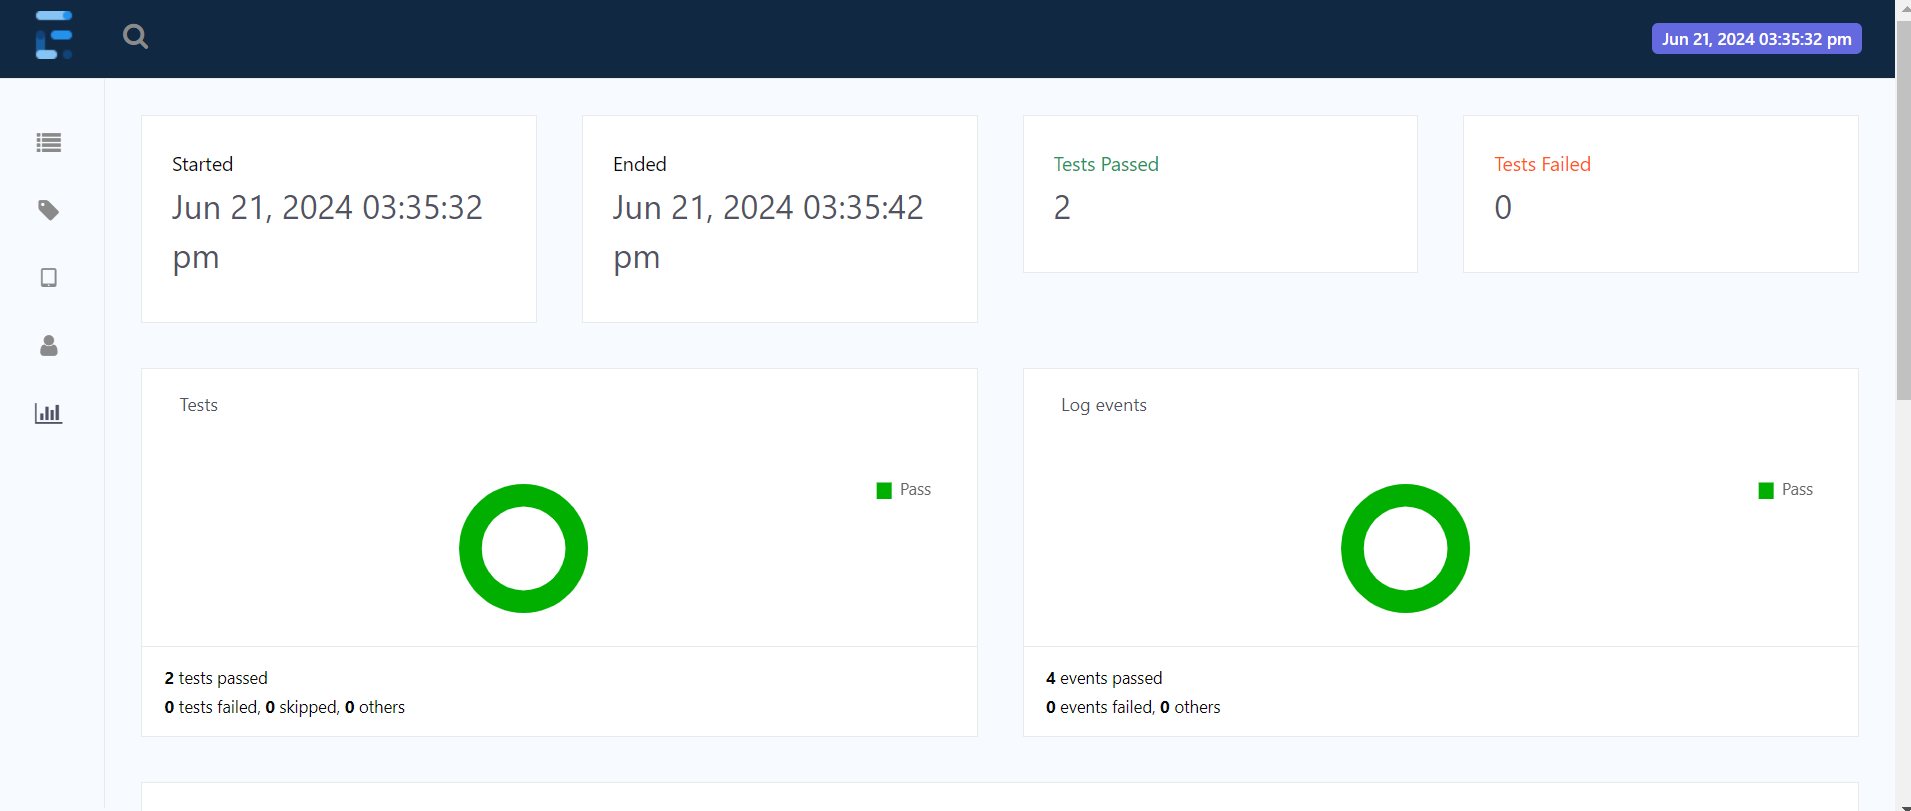 Jun 21, 2024 03:35:32 pm
Started
Jun 21, 2024 03:35:32
pm
Ended
Jun 21, 2024 03:35:42
pm
Tests Passed
2
Tests Failed
0
Tests
Pass
2 tests passed
0 tests failed, 0 skipped, 0 others
Log events
Pass
4 events passed
0 events failed, 0 others